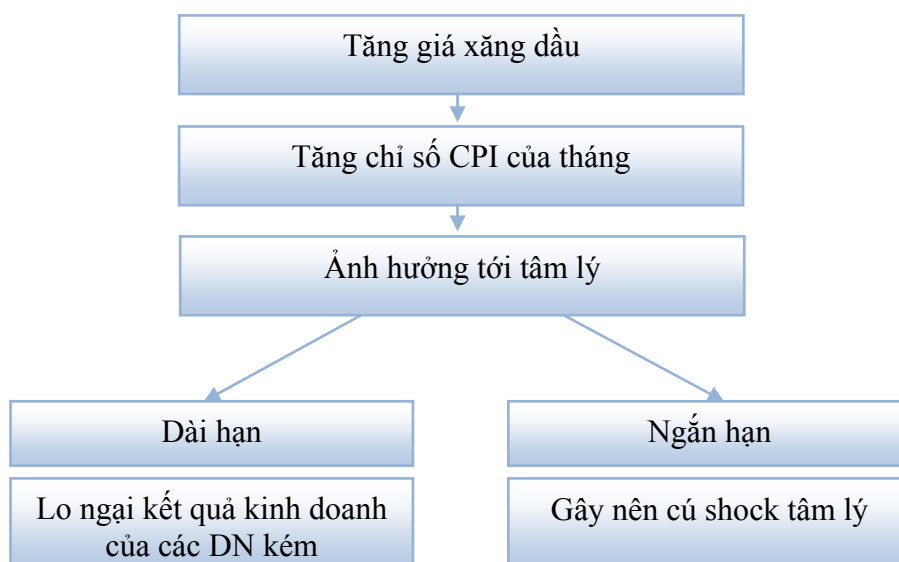 Tăng giá xăng dầu
Tăng chỉ số CPI của tháng
Ảnh hưởng tới tâm lý
Dài hạn
Lo ngại kết quả kinh doanh
của các DN kém
Ngắn hạn
Gây nên cú shock tâm lý